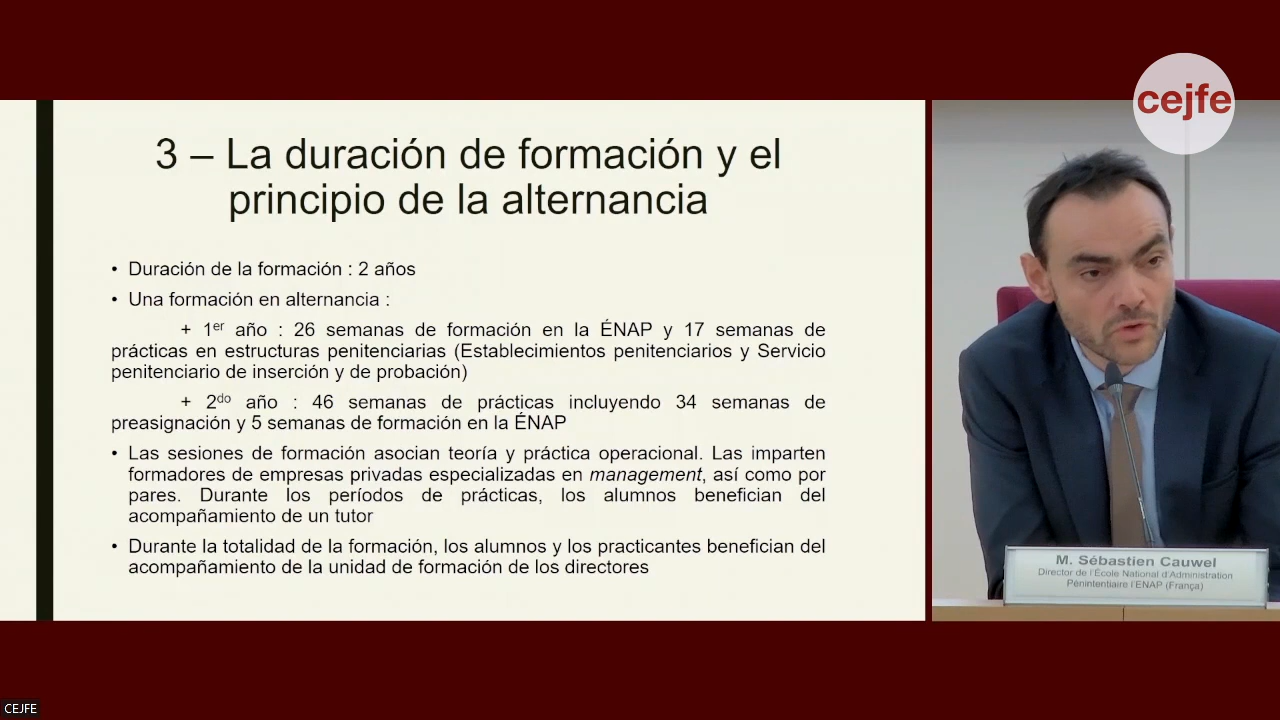 cejfe
3 – La duración de formación y el
principio de la alternancia
• Duración de la formación : 2 años
• Una formación en alternancia :
+ 1er año : 26 semanas de formación en la ÉNAP y 17 semanas de
prácticas en estructuras penitenciarias (Establecimientos penitenciarios y Servicio
penitenciario de inserción y de probación)
+ 2do año : 46 semanas de prácticas incluyendo 34 semanas de
preasignación y 5 semanas de formación en la ÉNAP
• Las sesiones de formación asocian teoría y práctica operacional. Las imparten
formadores de empresas privadas especializadas en management, así como por
pares. Durante los períodos de prácticas, los alumnos benefician del
acompañamiento de un tutor
• Durante la totalidad de la formación, los alumnos y los practicantes benefician del
acompañamiento de la unidad de formación de los directores
M. Sébastien Cauwel
Director de l'École National d'Administration
Pénintentiaire l'ENAP (França)
CEJFE